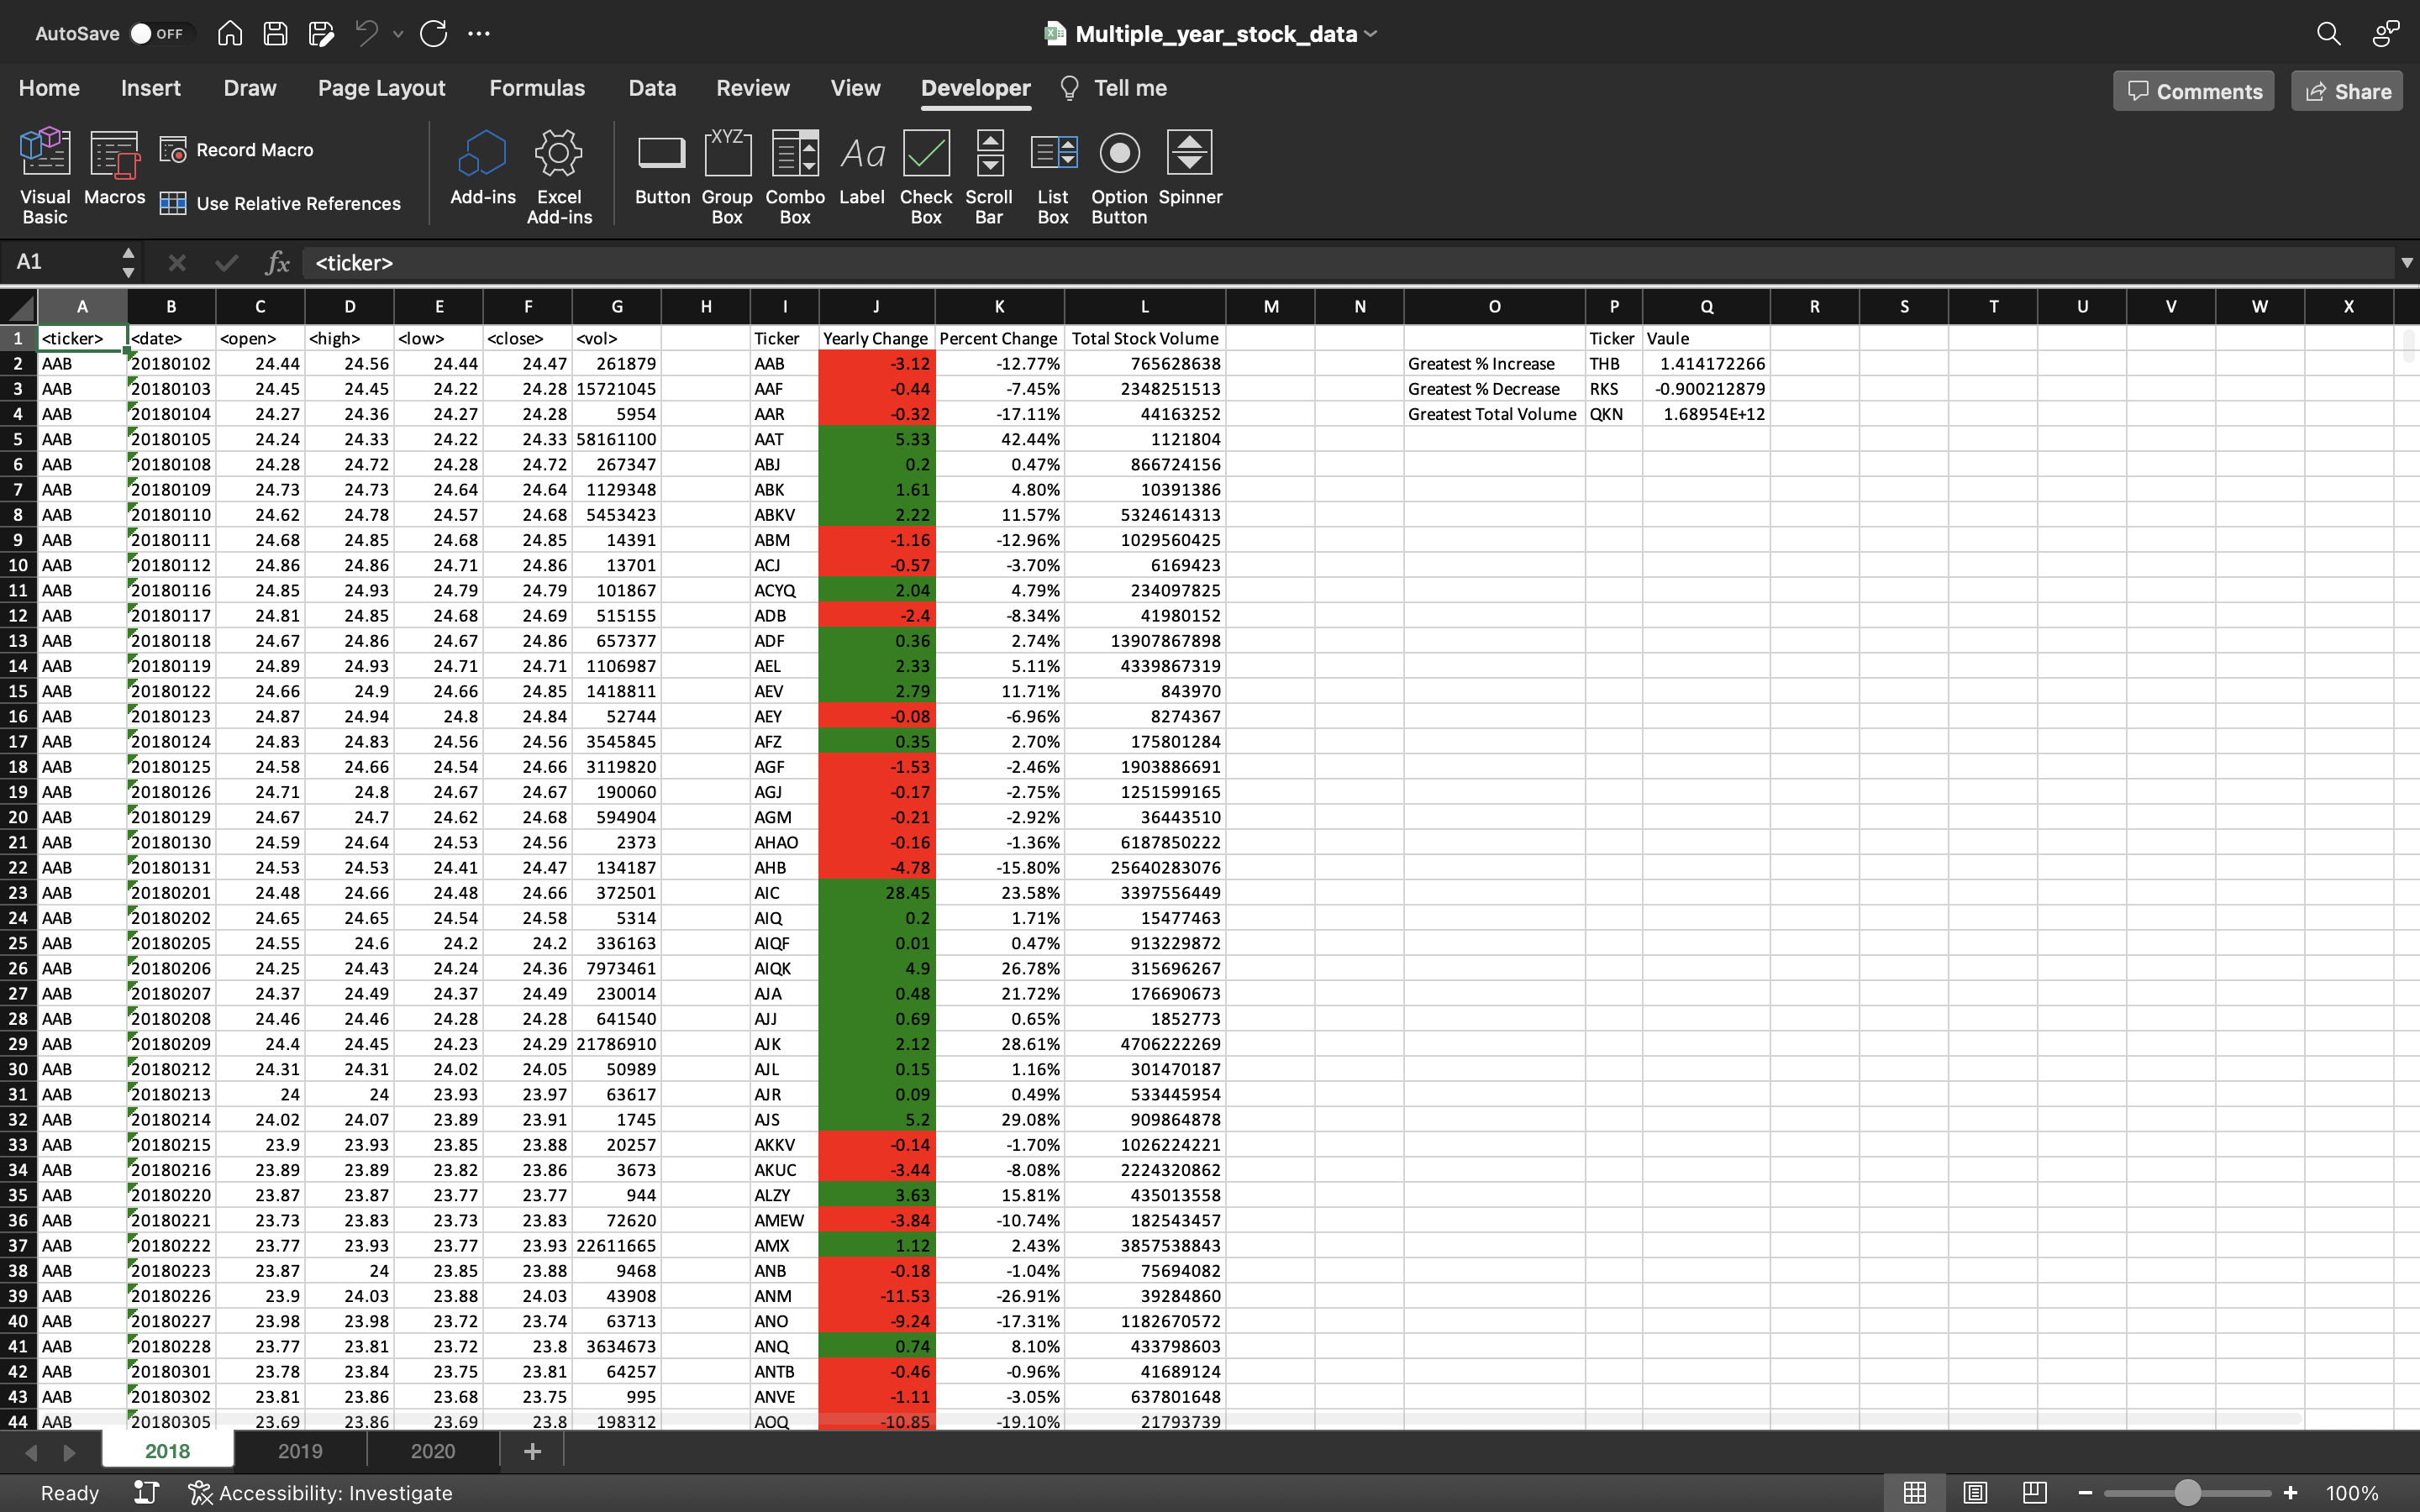 AutoSave OFF Multiple_year_stock_data
Home Insert Draw Page Layout Formulas Data Review View Developer Tell me Comments Share
Visual Basic Macros Record Macro Use Relative References Add-ins Excel Add-ins Button XYZ Group Box Combo Box Aa Label Check Box Scroll Bar List Box Option Button Spinner
A1 fx <ticker>
A B C D E F G H I J K L M N O P Q R S T U V W X
1 <ticker> <date> <open> <high> <low> <close> <vol> Ticker Yearly Change Percent Change Total Stock Volume Ticker Vaule
2 AAB 20180102 24.44 24.56 24.44 24.47 261879 AAB -3.12 -12.77% 765628638 Greatest % Increase THB 1.414172266
3 AAB 20180103 24.45 24.45 24.22 24.28 15721045 AAF -0.44 -7.45% 2348251513 Greatest % Decrease RKS -0.900212879
4 AAB 20180104 24.27 24.36 24.27 24.28 5954 AAR -0.32 -17.11% 44163252 Greatest Total Volume QKN 1.68954E+12
5 AAB 20180105 24.24 24.33 24.22 24.33 58161100 AAT 5.33 42.44% 1121804
6 AAB 20180108 24.28 24.72 24.28 24.72 267347 ABJ 0.2 0.47% 866724156
7 AAB 20180109 24.73 24.73 24.64 24.64 1129348 ABK 1.61 4.80% 10391386
8 AAB 20180110 24.62 24.78 24.57 24.68 5453423 ABKV 2.22 11.57% 5324614313
9 AAB 20180111 24.68 24.85 24.68 24.85 14391 ABM -1.16 -12.96% 1029560425
10 AAB 20180112 24.86 24.86 24.71 24.86 13701 ACJ -0.57 -3.70% 6169423
11 AAB 20180116 24.85 24.93 24.79 24.79 101867 ACYQ 2.04 4.79% 234097825
12 AAB 20180117 24.81 24.85 24.68 24.69 515155 ADB -2.4 -8.34% 41980152
13 AAB 20180118 24.67 24.86 24.67 24.86 657377 ADF 0.36 2.74% 13907867898
14 AAB 20180119 24.89 24.93 24.71 24.71 1106987 AEL 2.33 5.11% 4339867319
15 AAB 20180122 24.66 24.9 24.66 24.85 1418811 AEV 2.79 11.71% 843970
16 AAB 20180123 24.87 24.94 24.8 24.84 52744 AEY -0.08 -6.96% 8274367
17 AAB 20180124 24.83 24.83 24.56 24.56 3545845 AFZ 0.35 2.70% 175801284
18 AAB 20180125 24.58 24.66 24.54 24.66 3119820 AGF -1.53 -2.46% 1903886691
19 AAB 20180126 24.71 24.8 24.67 24.67 190060 AGJ -0.17 -2.75% 1251599165
20 AAB 20180129 24.67 24.7 24.62 24.68 594904 AGM -0.21 -2.92% 36443510
21 AAB 20180130 24.59 24.64 24.53 24.56 2373 AHAO -0.16 -1.36% 6187850222
22 AAB 20180131 24.53 24.53 24.41 24.47 134187 AHB -4.78 -15.80% 25640283076
23 AAB 20180201 24.48 24.66 24.48 24.66 372501 AIC 28.45 23.58% 3397556449
24 AAB 20180202 24.65 24.65 24.54 24.58 5314 AIQ 0.2 1.71% 15477463
25 AAB 20180205 24.55 24.6 24.2 24.2 336163 AIQF 0.01 0.47% 913229872
26 AAB 20180206 24.25 24.43 24.24 24.36 7973461 AIQK 4.9 26.78% 315696267
27 AAB 20180207 24.37 24.49 24.37 24.49 230014 AJA 0.48 21.72% 176690673
28 AAB 20180208 24.46 24.46 24.28 24.28 641540 AJJ 0.69 0.65% 1852773
29 AAB 20180209 24.4 24.45 24.23 24.29 21786910 AJK 2.12 28.61% 4706222269
30 AAB 20180212 24.31 24.31 24.02 24.05 50989 AJL 0.15 1.16% 301470187
31 AAB 20180213 24 24 23.93 23.97 63617 AJR 0.09 0.49% 533445954
32 AAB 20180214 24.02 24.07 23.89 23.91 1745 AJS 5.2 29.08% 909864878
33 AAB 20180215 23.9 23.93 23.85 23.88 20257 AKKV -0.14 -1.70% 1026224221
34 AAB 20180216 23.89 23.89 23.82 23.86 3673 AKUC -3.44 -8.08% 2224320862
35 AAB 20180220 23.87 23.87 23.77 23.77 944 ALZY 3.63 15.81% 435013558
36 AAB 20180221 23.73 23.83 23.73 23.83 72620 AMEW -3.84 -10.74% 182543457
37 AAB 20180222 23.77 23.93 23.77 23.93 22611665 AMX 1.12 2.43% 3857538843
38 AAB 20180223 23.87 24 23.85 23.88 9468 ANB -0.18 -1.04% 75694082
39 AAB 20180226 23.9 24.03 23.88 24.03 43908 ANM -11.53 -26.91% 39284860
40 AAB 20180227 23.98 23.98 23.72 23.74 63713 ANO -9.24 -17.31% 1182670572
41 AAB 20180228 23.77 23.81 23.72 23.8 3634673 ANQ 0.74 8.10% 433798603
42 AAB 20180301 23.78 23.84 23.75 23.81 64257 ANTB -0.46 -0.96% 41689124
43 AAB 20180302 23.81 23.86 23.68 23.75 995 ANVE -1.11 -3.05% 637801648
44 AAB 20180305 23.69 23.86 23.69 23.8 198312 AOQ -10.85 -19.10% 21793739
2018 2019 2020
Ready Accessibility: Investigate 100%